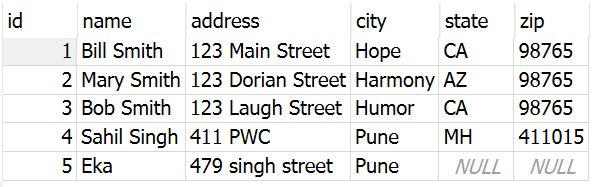 id name address city state zip
1 Bill Smith 123 Main Street Hope CA 98765
2 Mary Smith 123 Dorian Street Harmony AZ 98765
3 Bob Smith 123 Laugh Street Humor CA 98765
4 Sahil Singh 411 PWC Pune MH 411015
5 Eka 479 singh street Pune NULL NULL